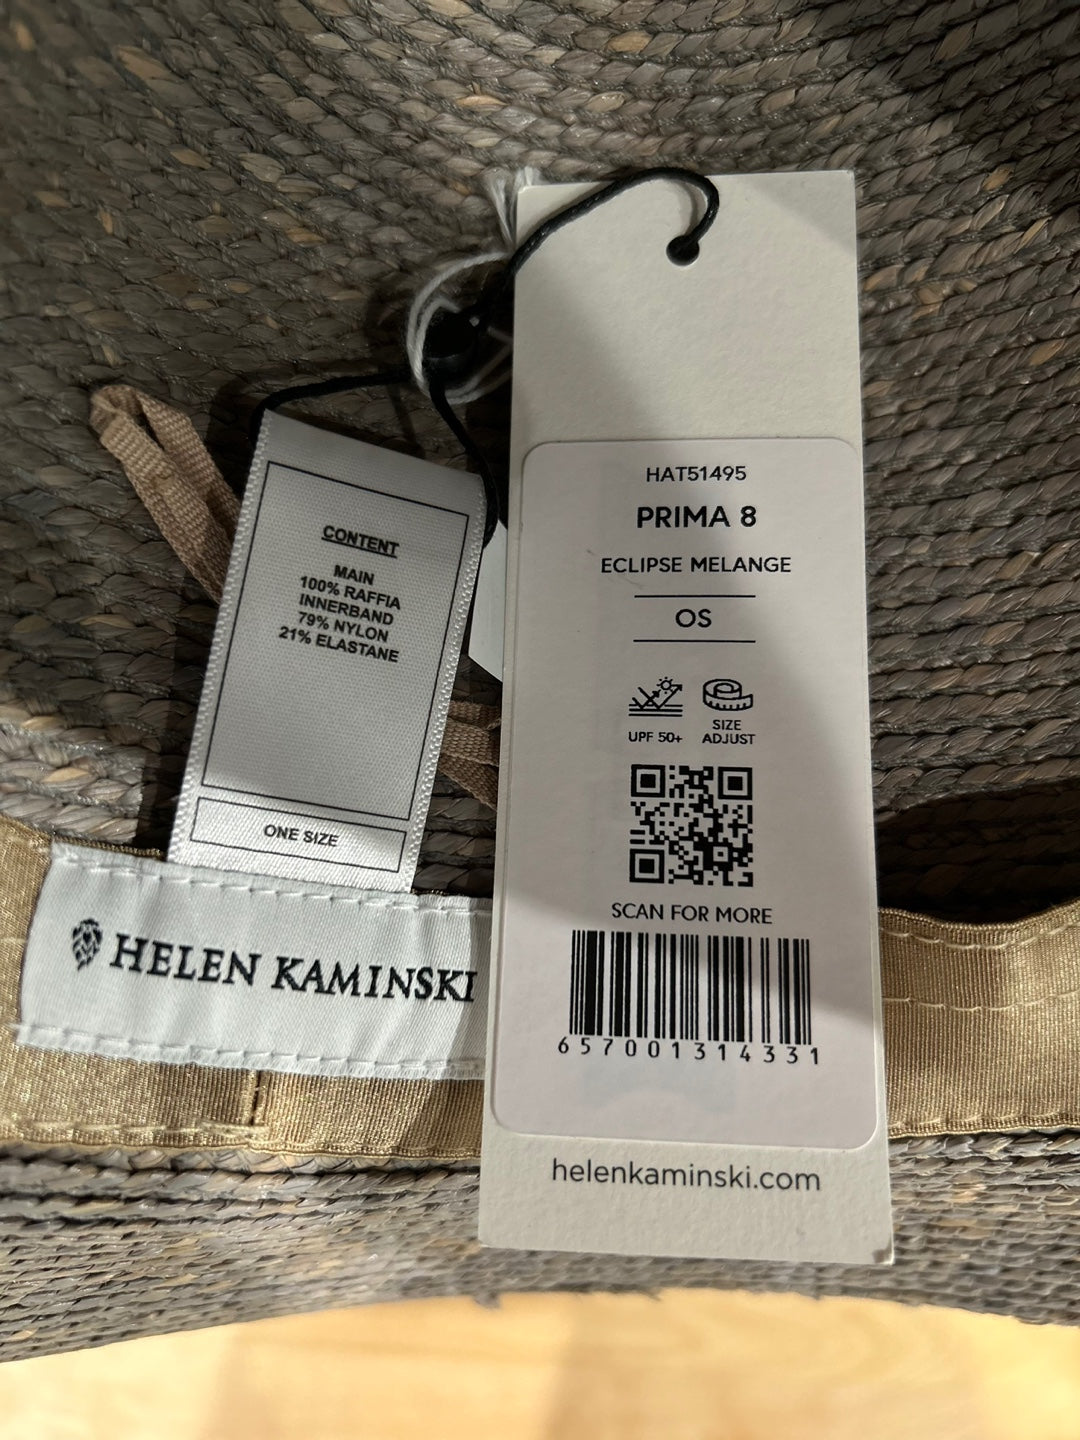 CONTENT
MAIN
100% RAFFIA
INNERBAND
79% NYLON
21% ELASTANE
ONE SIZE
HELEN KAMINSKI
HAT51495
PRIMA 8
ECLIPSE MELANGE
OS
UPF 50+
SIZE
ADJUST
SCAN FOR MORE
657001314331
helenkaminski.com